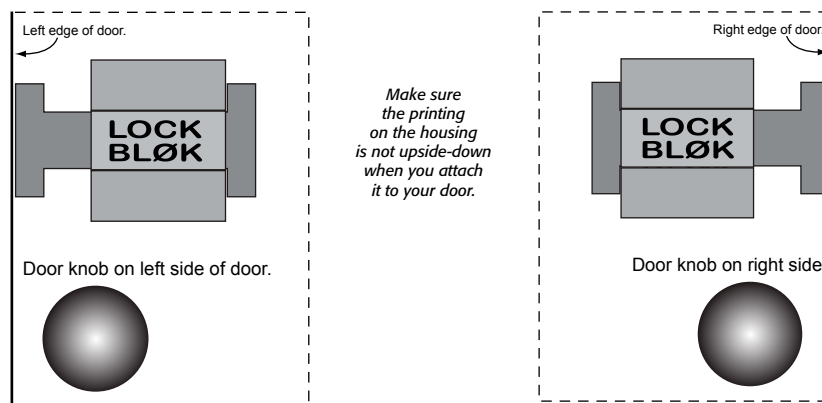 Left edge of door.
LOCK
BLØK
Door knob on left side of door.
Make sure
the printing
on the housing
is not upside-down
when you attach
it to your door.
Right edge of door.
LOCK
BLØK
Door knob on right side